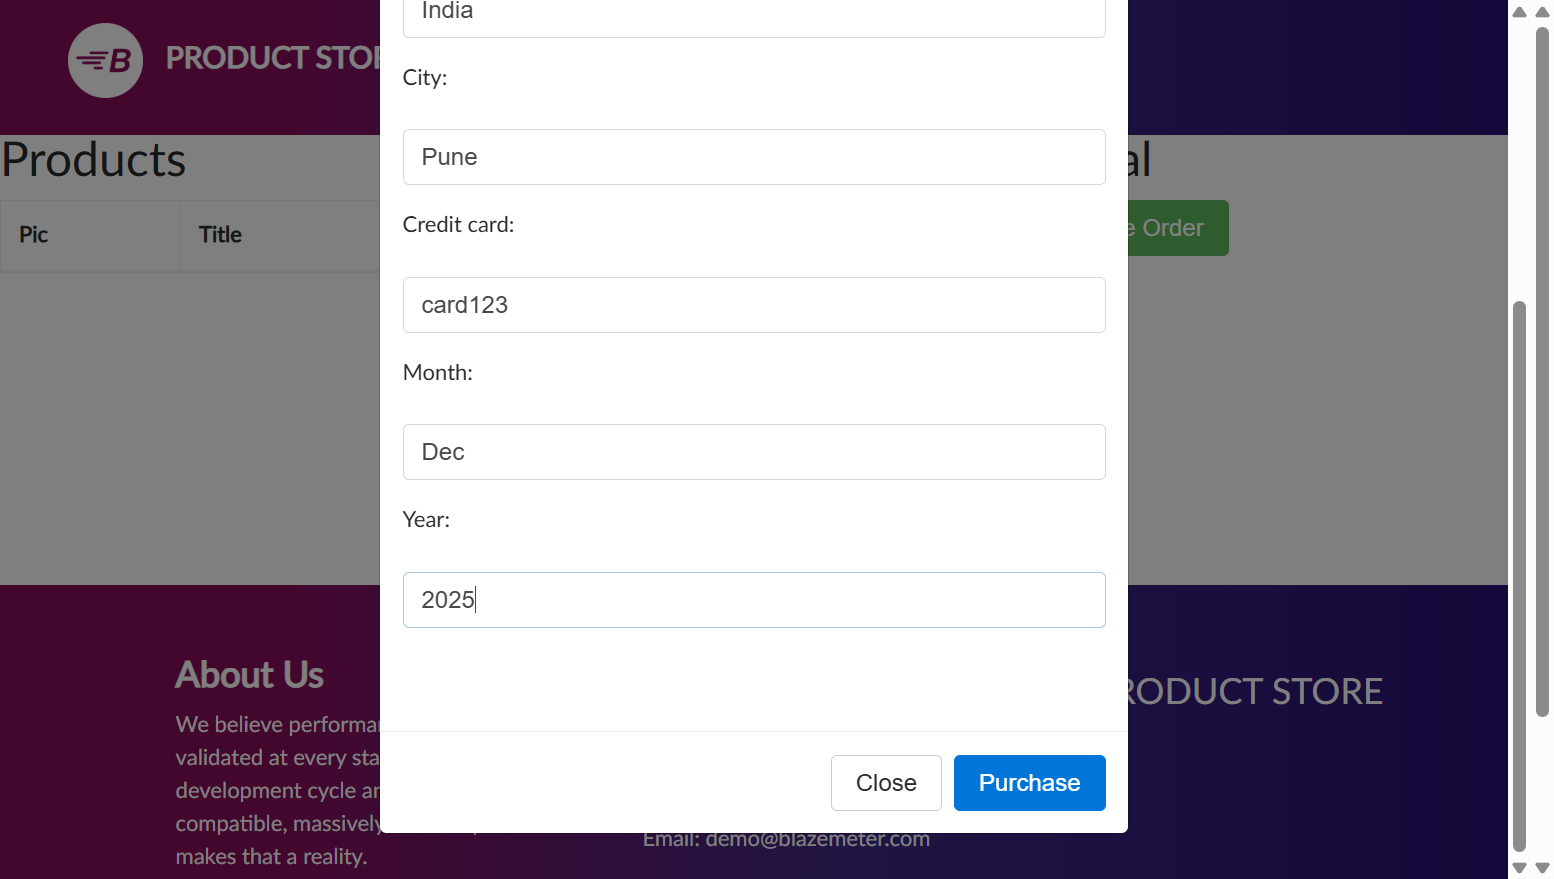 India
B PRODUCT STOR
City:
Products
al
Pune
Pic
Title
Credit card:
e Order
card123
Month:
Dec
Year:
2025
About Us
RODUCT STORE
We believe performan
validated at every sta
development cycle an
compatible, massively
makes that a reality.
Close
Purchase
Email: demo@blazemeter.com